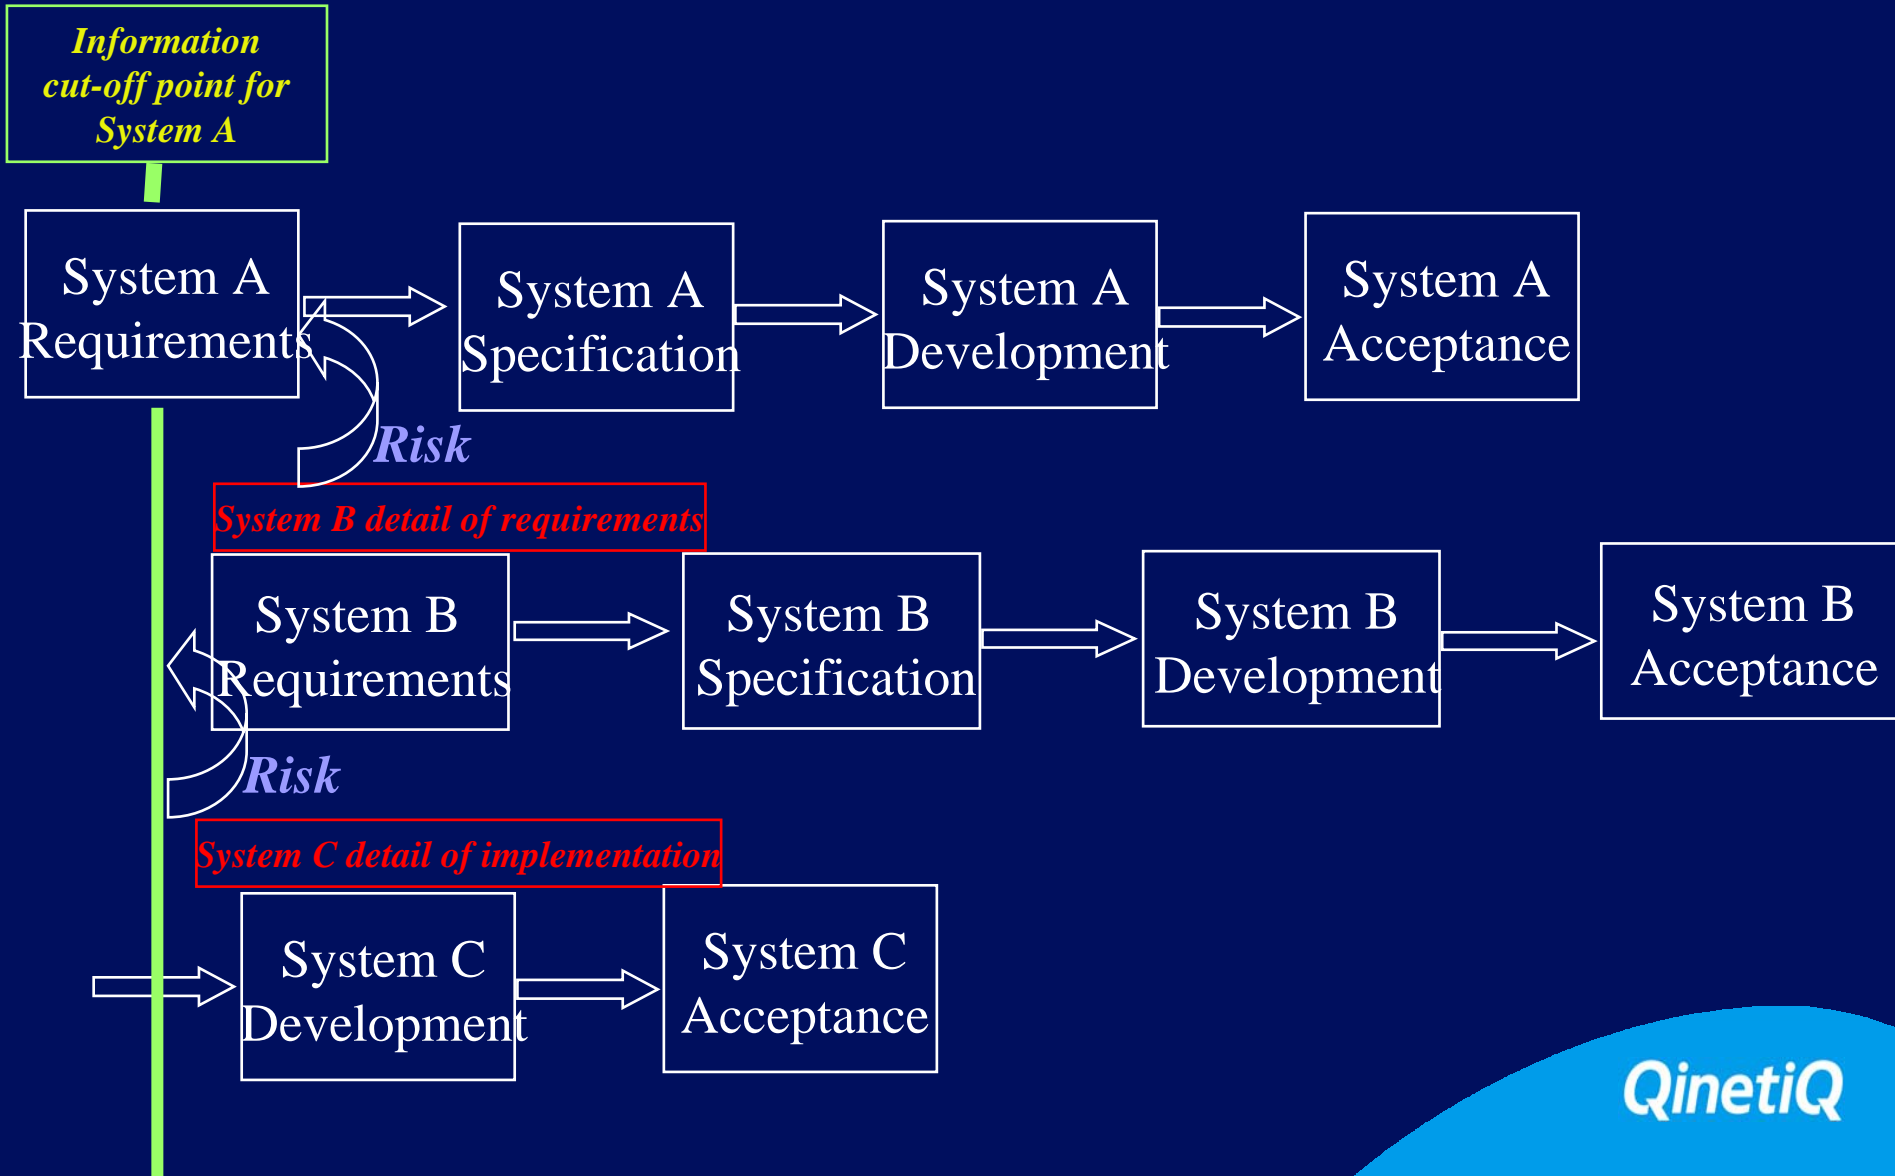 Information
cut-off point for
System A
System A
Requirements
System A
Specification
System A
Development
System A
Acceptance
Risk
System B detail of requirements
System B
Requirements
System B
Specification
System B
Development
System B
Acceptance
Risk
System C detail of implementation
System C
Development
System C
Acceptance
QinetiQ